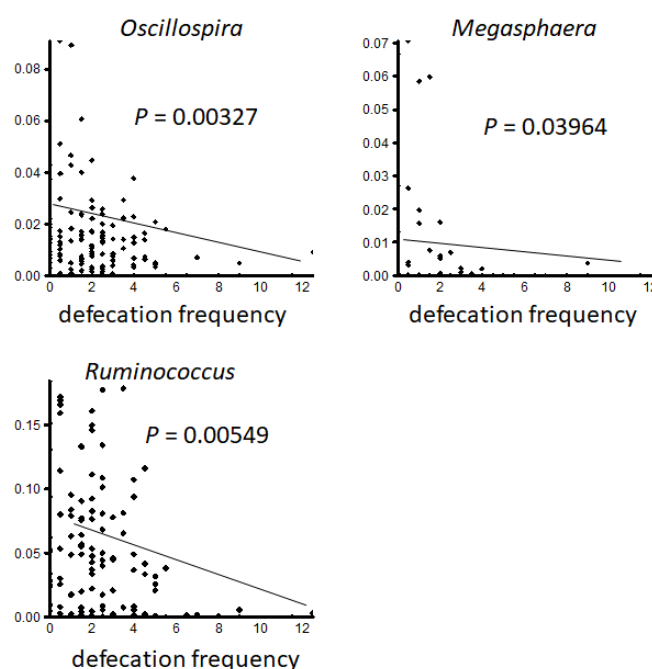 Oscillospira
P = 0.00327
0.08
0.06
0.04
0.02
0.00
0 2 4 6 8 10 12
defecation frequency
Megasphaera
P = 0.03964
0.07
0.06
0.05
0.04
0.03
0.02
0.01
0.00
0 2 4 6 8 10 12
defecation frequency
Ruminococcus
P = 0.00549
0.15
0.10
0.05
0.00
0 2 4 6 8 10 12
defecation frequency